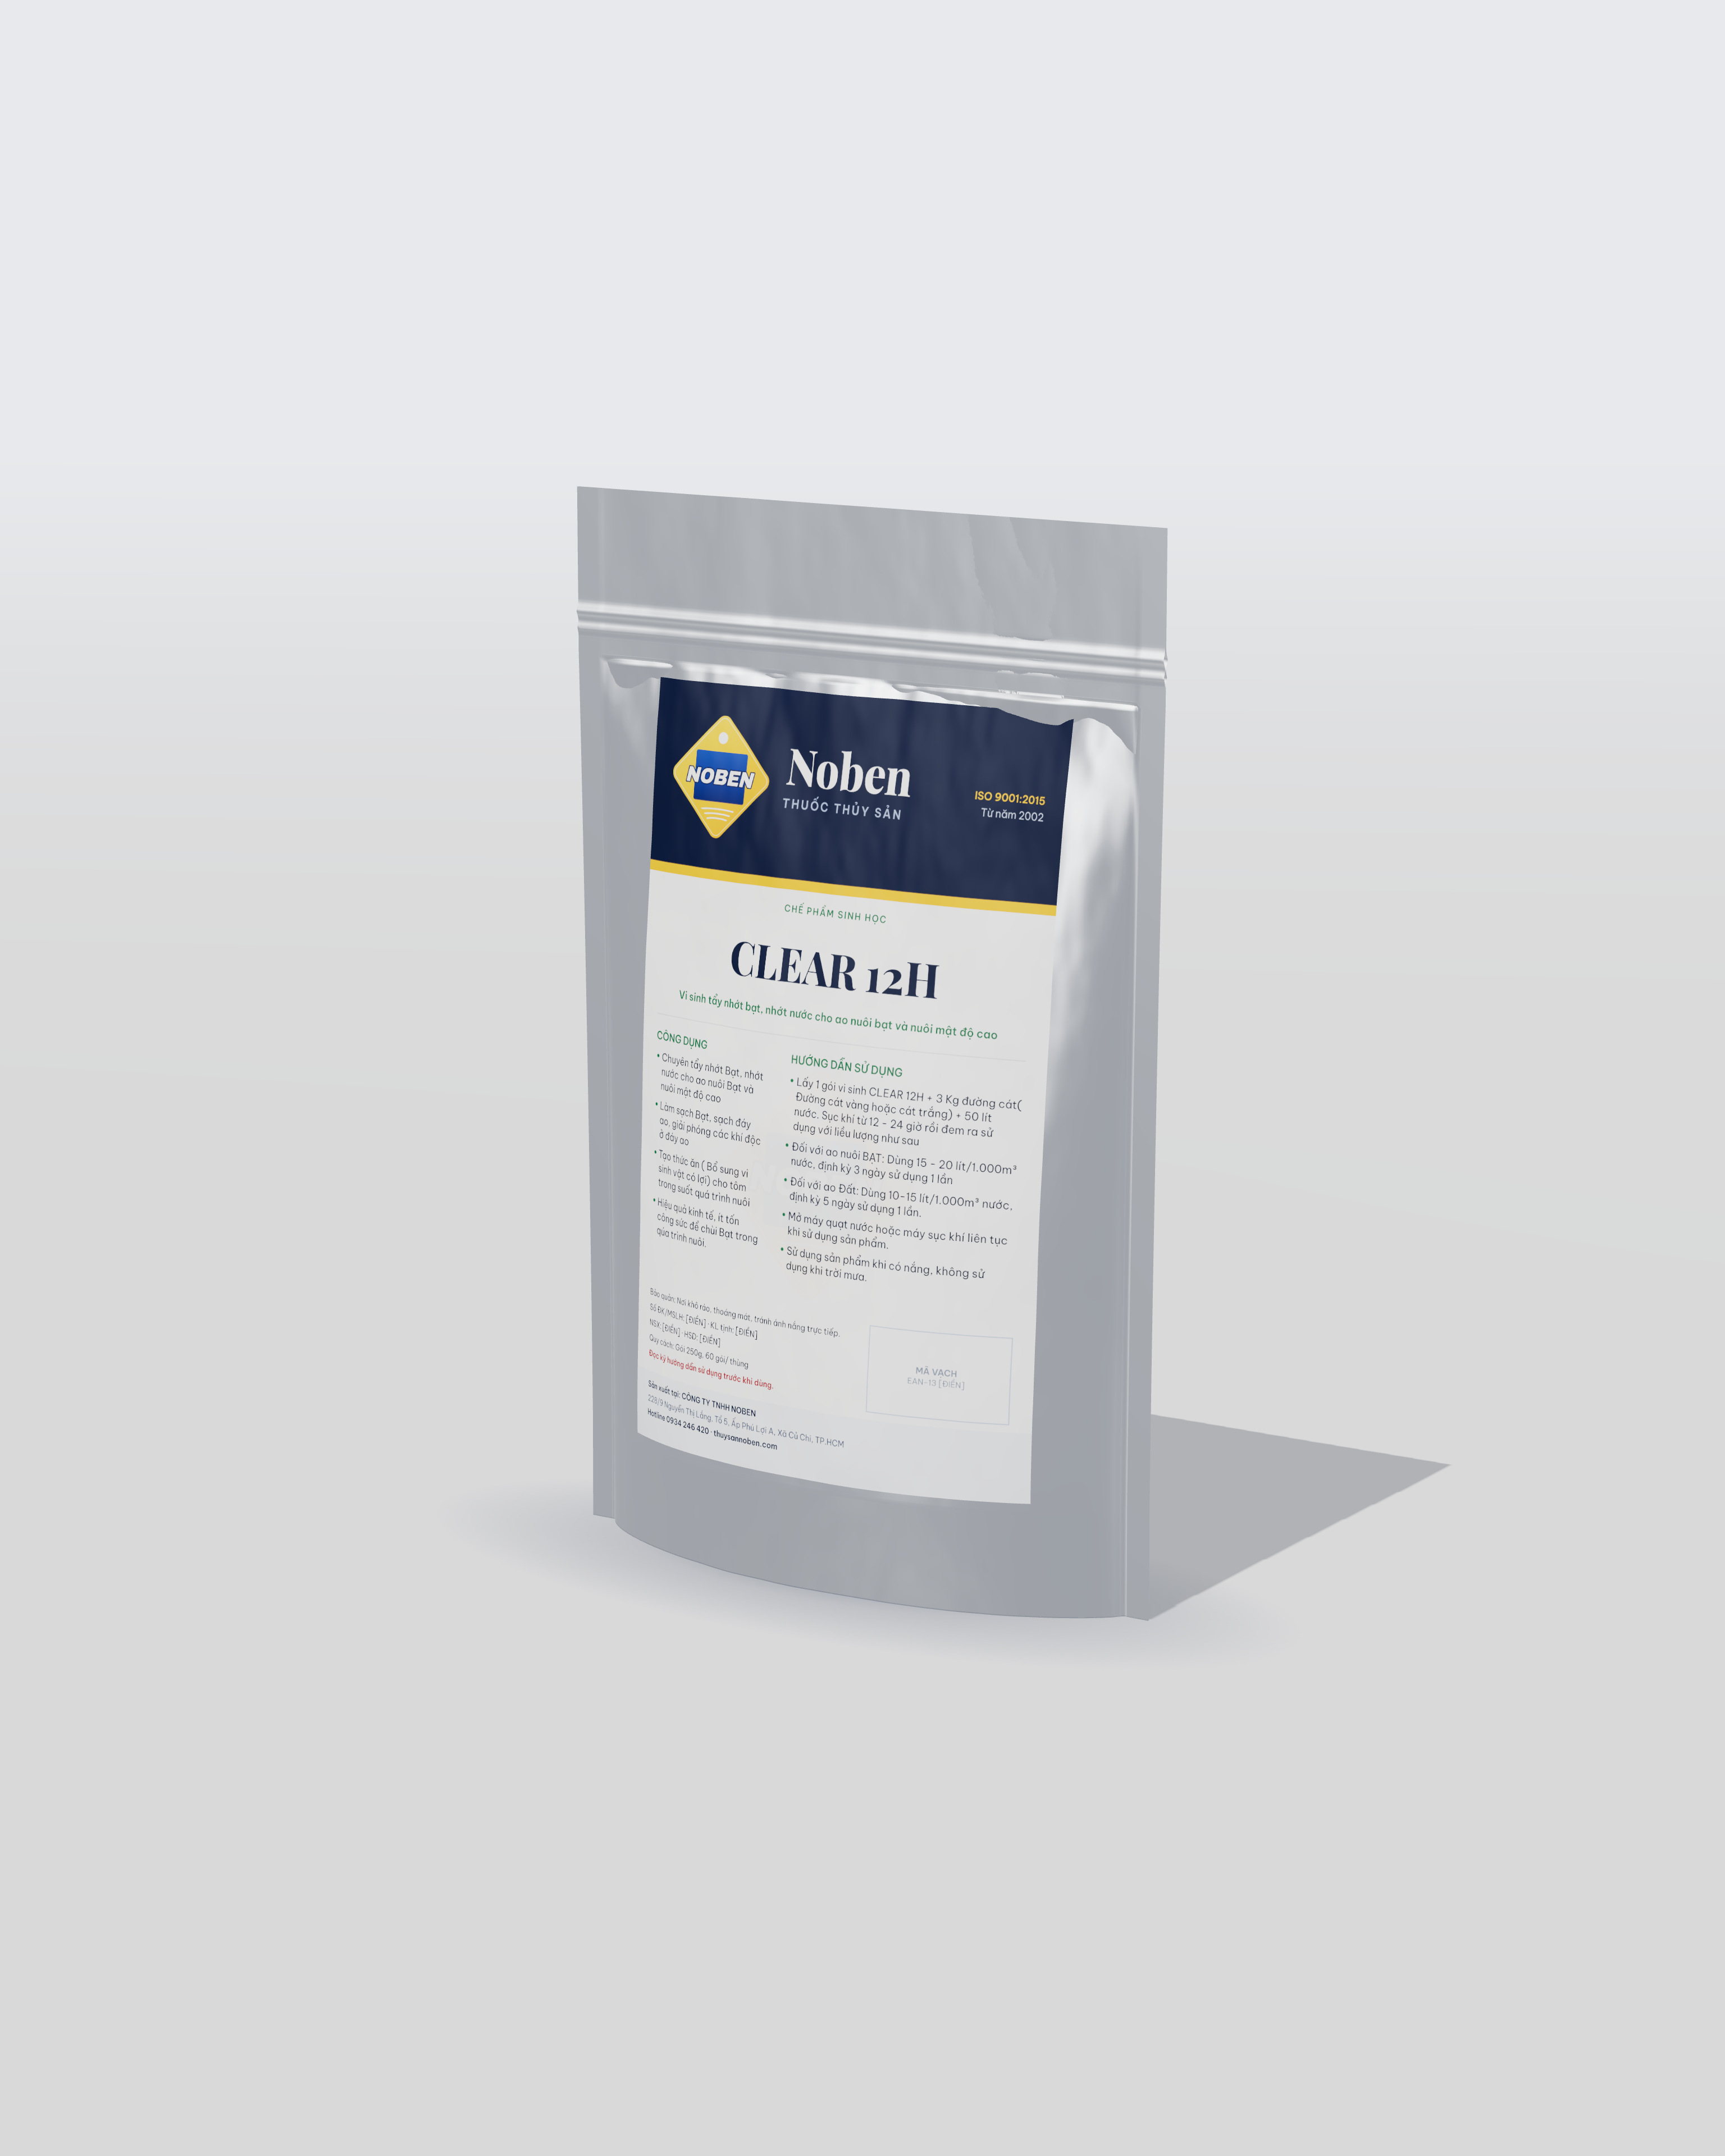 NOBEN
Noben
THUỐC THỦY SẢN
ISO 9001:2015
Từ năm 2002
CHẾ PHẨM SINH HỌC
CLEAR 12H
Vi sinh tẩy nhớt bạt, nhớt nước cho ao nuôi bạt và nuôi mật độ cao
CÔNG DỤNG
• Chuyên tẩy nhớt Bạt, nhớt
nước cho ao nuôi Bạt và
nuôi mật độ cao
• Làm sạch Bạt, sạch đáy
ao, giải phóng các khí độc
ở đáy ao
• Tạo thức ăn ( Bổ sung vi
sinh vật có lợi) cho tôm
trong suốt quá trình nuôi
• Hiệu quả kinh tế, ít tốn
công sức để chùi Bạt trong
qúa trình nuôi.
HƯỚNG DẪN SỬ DỤNG
• Lấy 1 gói vi sinh CLEAR 12H + 3 Kg đường cát(
Đường cát vàng hoặc cát trắng) + 50 lít
nước. Sục khí từ 12 - 24 giờ rồi đem ra sử
dụng với liều lượng như sau
• Đối với ao nuôi BẠT: Dùng 15 - 20 lít/1.000m³
nước, định kỳ 3 ngày sử dụng 1 lần
• Đối với ao Đất: Dùng 10-15 lít/1.000m³ nước,
định kỳ 5 ngày sử dụng 1 lần.
• Mở máy quạt nước hoặc máy sục khí liên tục
khi sử dụng sản phẩm.
• Sử dụng sản phẩm khi có nắng, không sử
dụng khi trời mưa.
Bảo quản: Nơi khô ráo, thoáng mát, tránh ánh nắng trực tiếp.
Số ĐK/MSLH: [ĐIỀN] · KL tịnh: [ĐIỀN]
NSX: [ĐIỀN] · HSD: [ĐIỀN]
Quy cách: Gói 250g, 60 gói/ thùng
Đọc kỹ hướng dẫn sử dụng trước khi dùng.
MÃ VẠCH
EAN-13 [ĐIỀN]
Sản xuất tại: CÔNG TY TNHH NOBEN
228/9 Nguyễn Thị Lắng, Tổ 5, Ấp Phú Lợi A, Xã Củ Chi, TP.HCM
Hotline 0934 246 420 · thuysannoben.com